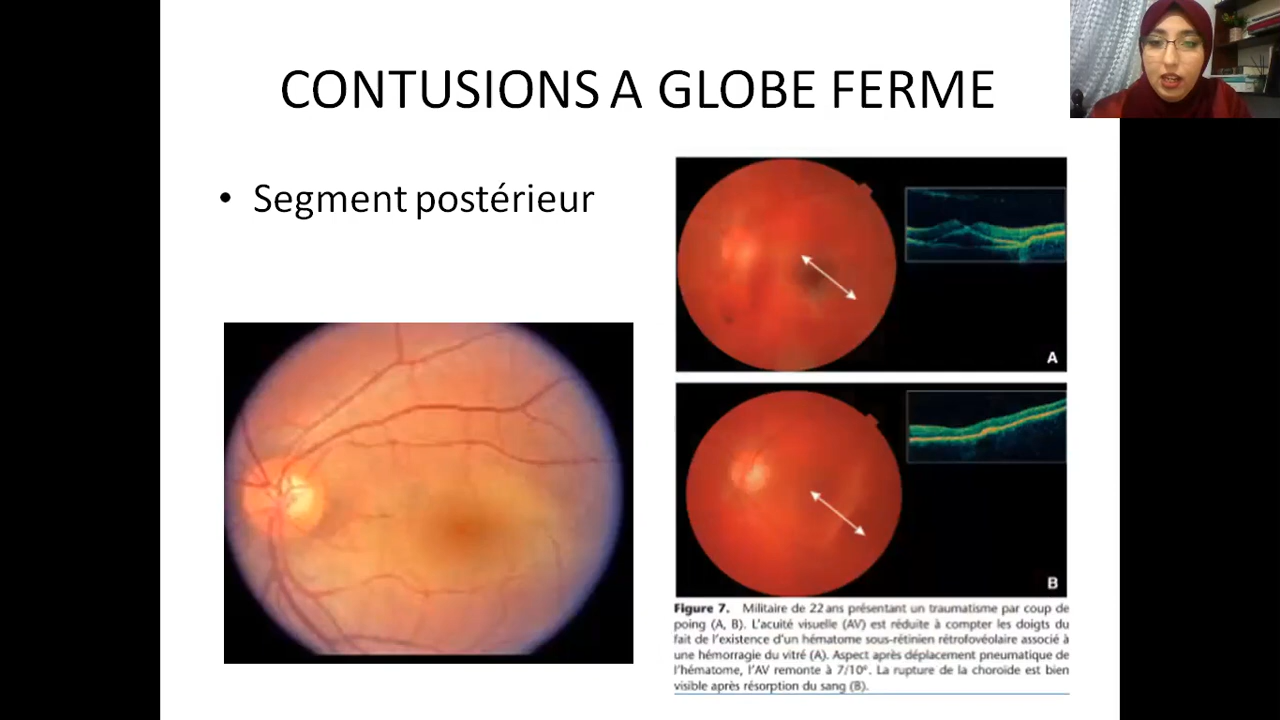 CONTUSIONS A GLOBE FERME
• Segment postérieur
A
B
Figure 7. Militaire de 22 ans présentant un traumatisme par coup de
poing (A, B). L'acuité visuelle (AV) est réduite à compter les doigts du
fait de l'existence d'un hématome sous-rétinien rétrofovéolaire associé à
une hémorragie du vitré (A). Aspect après déplacement pneumatique de
l'hématome, l'AV remonte à 7/10e. La rupture de la choroïde est bien
visible après résorption du sang (B).